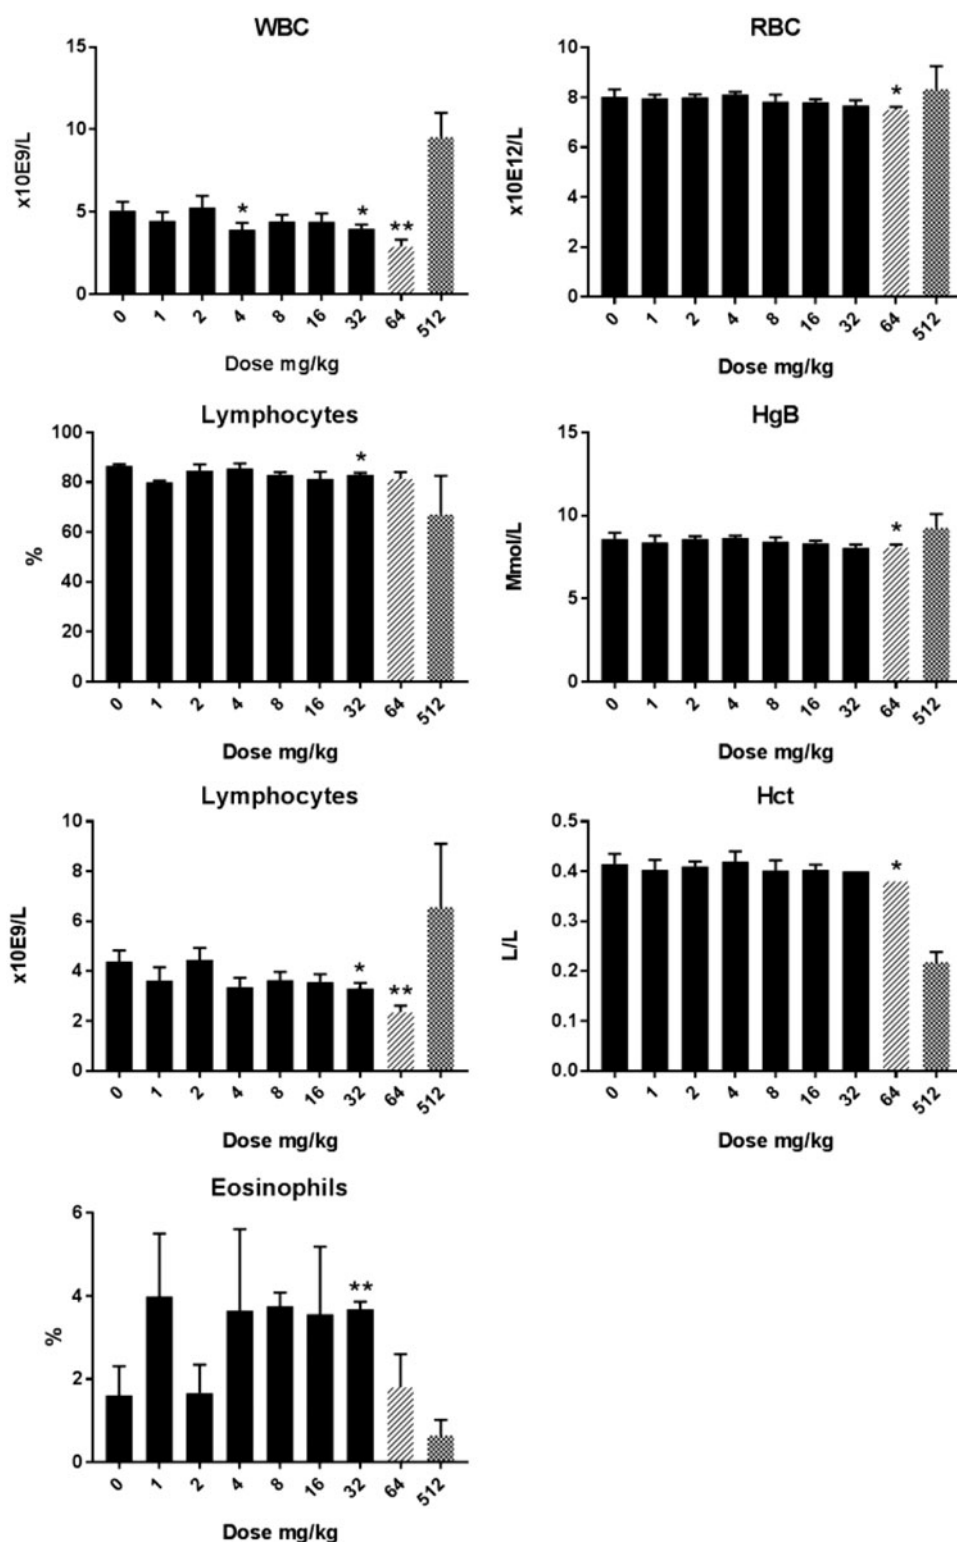 WBC
15
10
5
0
x10E9/L
*
*
**
0 1 2 4 8 16 32 64 512
Dose mg/kg
RBC
10
8
6
4
2
0
x10E12/L
*
0 1 2 4 8 16 32 64 512
Dose mg/kg
Lymphocytes
100
80
60
40
20
0
%
*
0 1 2 4 8 16 32 64 512
Dose mg/kg
HgB
15
10
5
0
Mmol/L
*
0 1 2 4 8 16 32 64 512
Dose mg/kg
Lymphocytes
10
8
6
4
2
0
x10E9/L
*
**
0 1 2 4 8 16 32 64 512
Dose mg/kg
Hct
0.5
0.4
0.3
0.2
0.1
0.0
L/L
*
0 1 2 4 8 16 32 64 512
Dose mg/kg
Eosinophils
6
4
2
0
%
**
0 1 2 4 8 16 32 64 512
Dose mg/kg